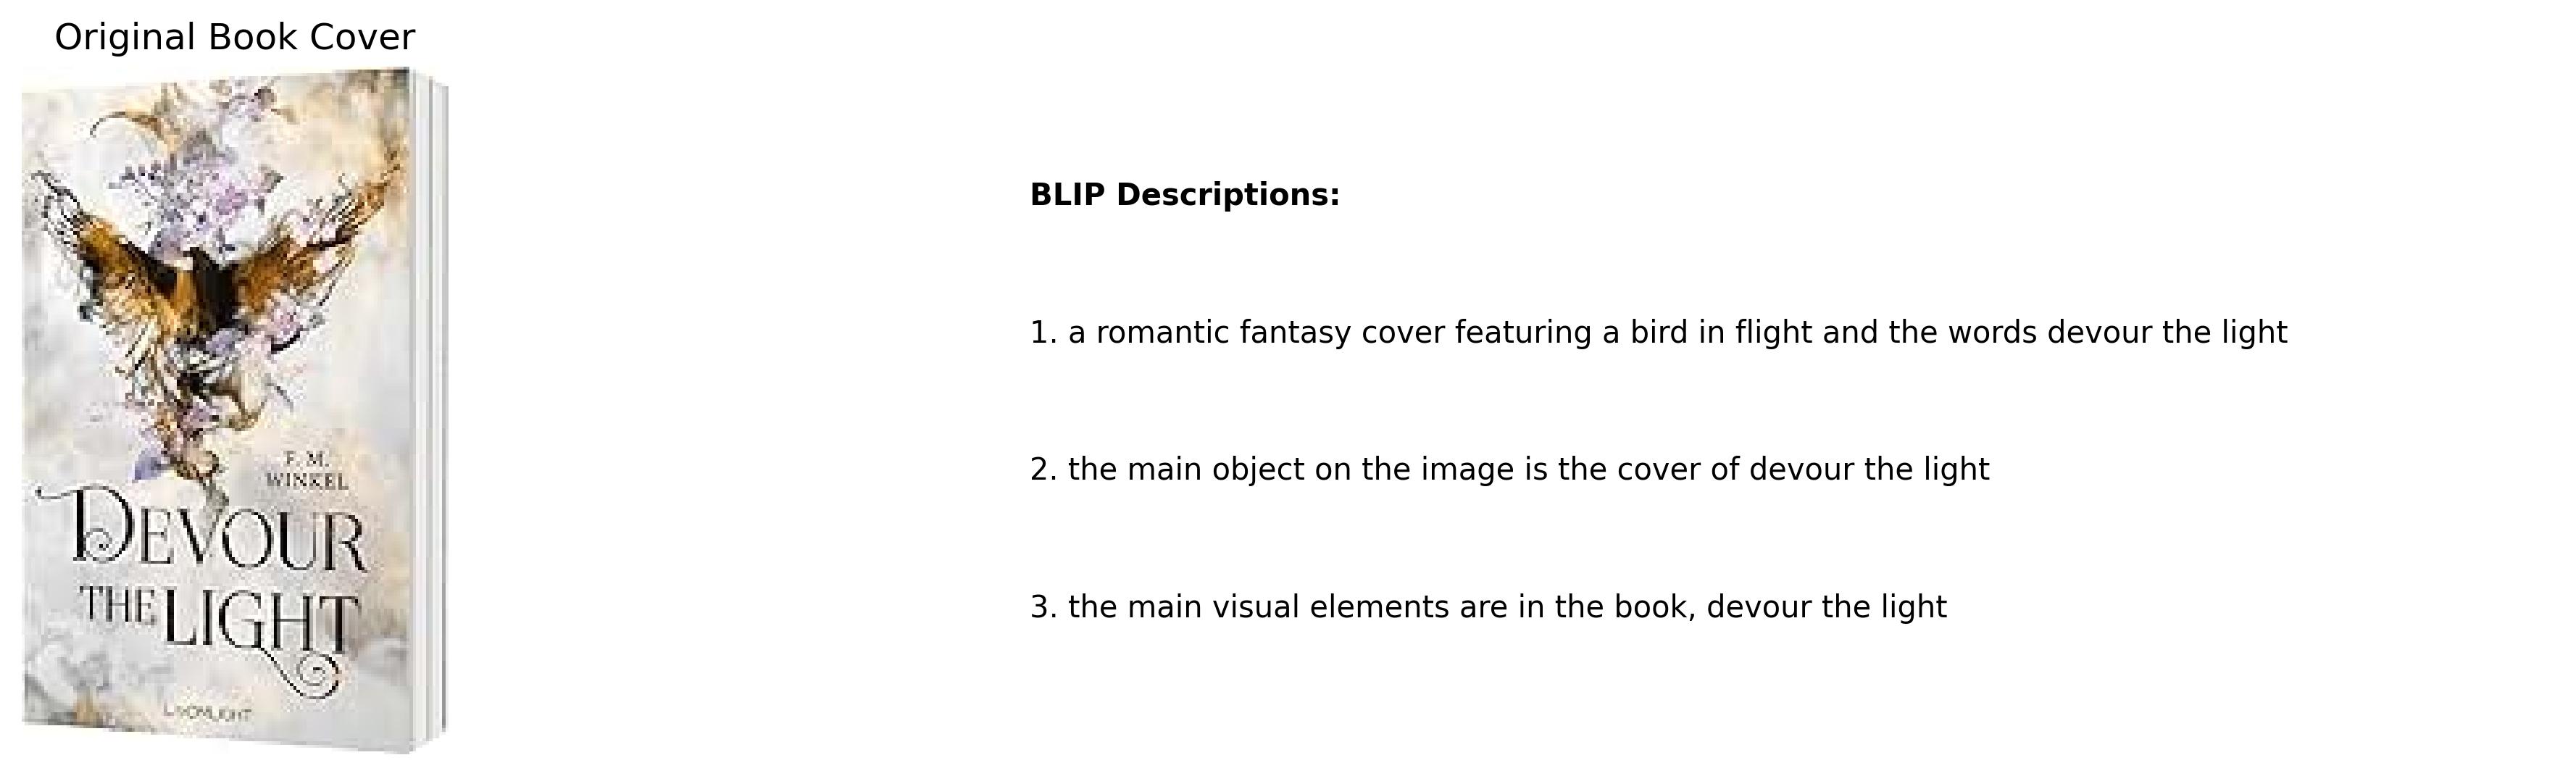 Original Book Cover
F. M.
WINKEL
DEVOUR
THE LIGHT
BLIP Descriptions:
1. a romantic fantasy cover featuring a bird in flight and the words devour the light
2. the main object on the image is the cover of devour the light
3. the main visual elements are in the book, devour the light